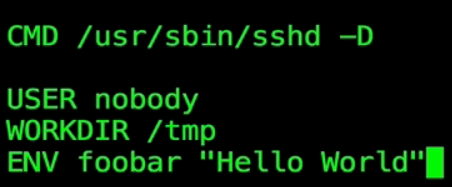 CMD /usr/sbin/sshd –D
USER nobody
WORKDIR /tmp
ENV foobar "Hello World"